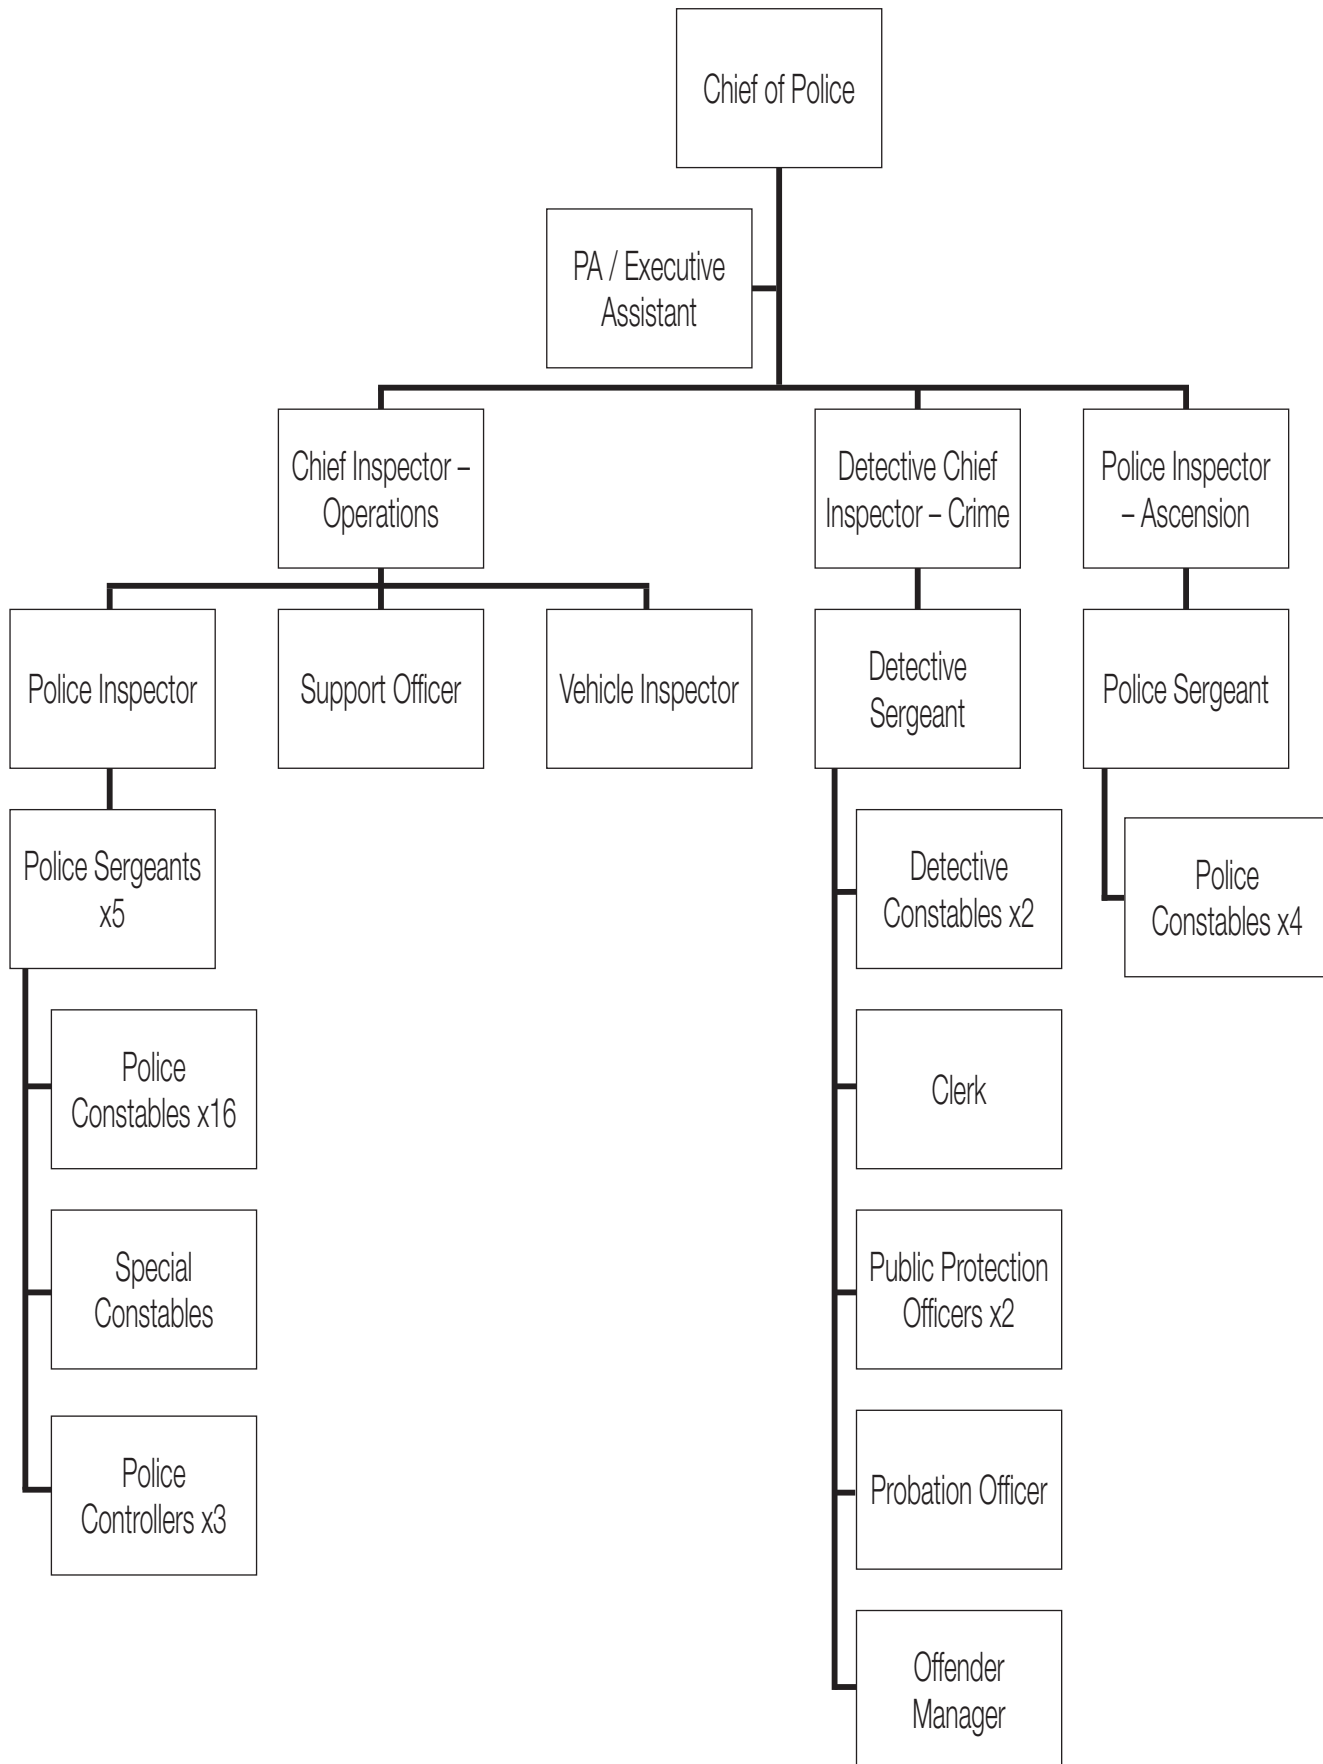 Chief of Police
PA / Executive
Assistant
Chief Inspector –
Operations
Detective Chief
Inspector – Crime
Police Inspector
– Ascension
Police Inspector
Support Officer
Vehicle Inspector
Detective
Sergeant
Police Sergeant
Police Sergeants
x5
Detective
Constables x2
Police
Constables x4
Police
Constables x16
Clerk
Special
Constables
Public Protection
Officers x2
Police
Controllers x3
Probation Officer
Offender
Manager